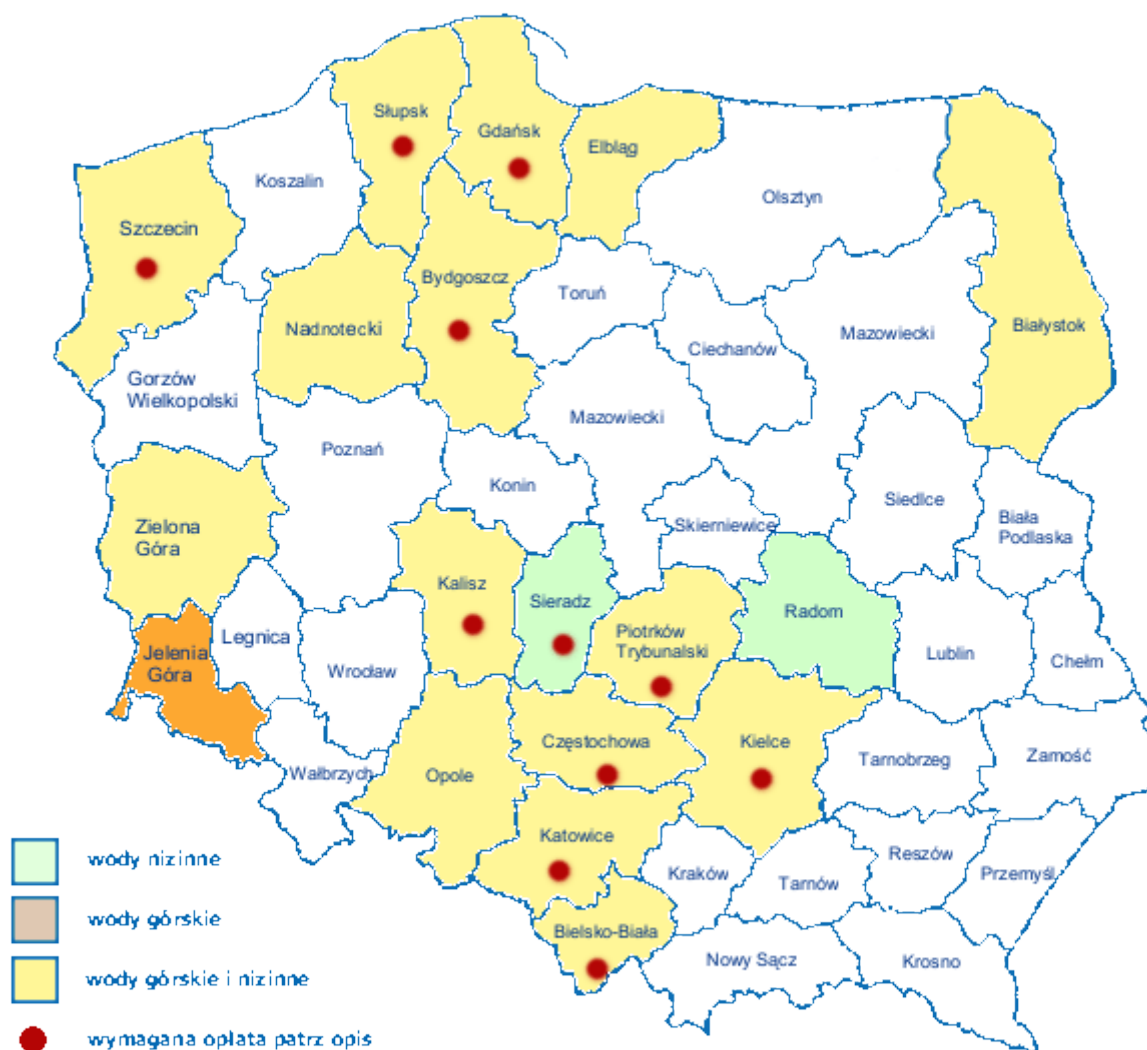 Słupsk
Gdańsk
Elbląg
Koszalin
Olsztyn
Szczecin
Bydgoszcz
Toruń
Nadnotecki
Ciechanów
Mazowiecki
Białystok
Gorzów
Wielkopolski
Mazowiecki
Poznań
Konin
Siedlce
Skierniewice
Biała
Podlaska
Zielona
Góra
Kalisz
Sieradz
Radom
Legnica
Piotrków
Trybunalski
Jelenia
Góra
Wrocław
Lublin
Chełm
Częstochowa
Kielce
Wałbrzych
Opole
Tarnobrzeg
Zamość
Katowice
Kraków
Tarnów
Reszów
Przemyśl
Bielsko-Biała
Nowy Sącz
Krosno
wody nizinne
wody górskie
wody górskie i nizinne
wymagana opłata patrz opis